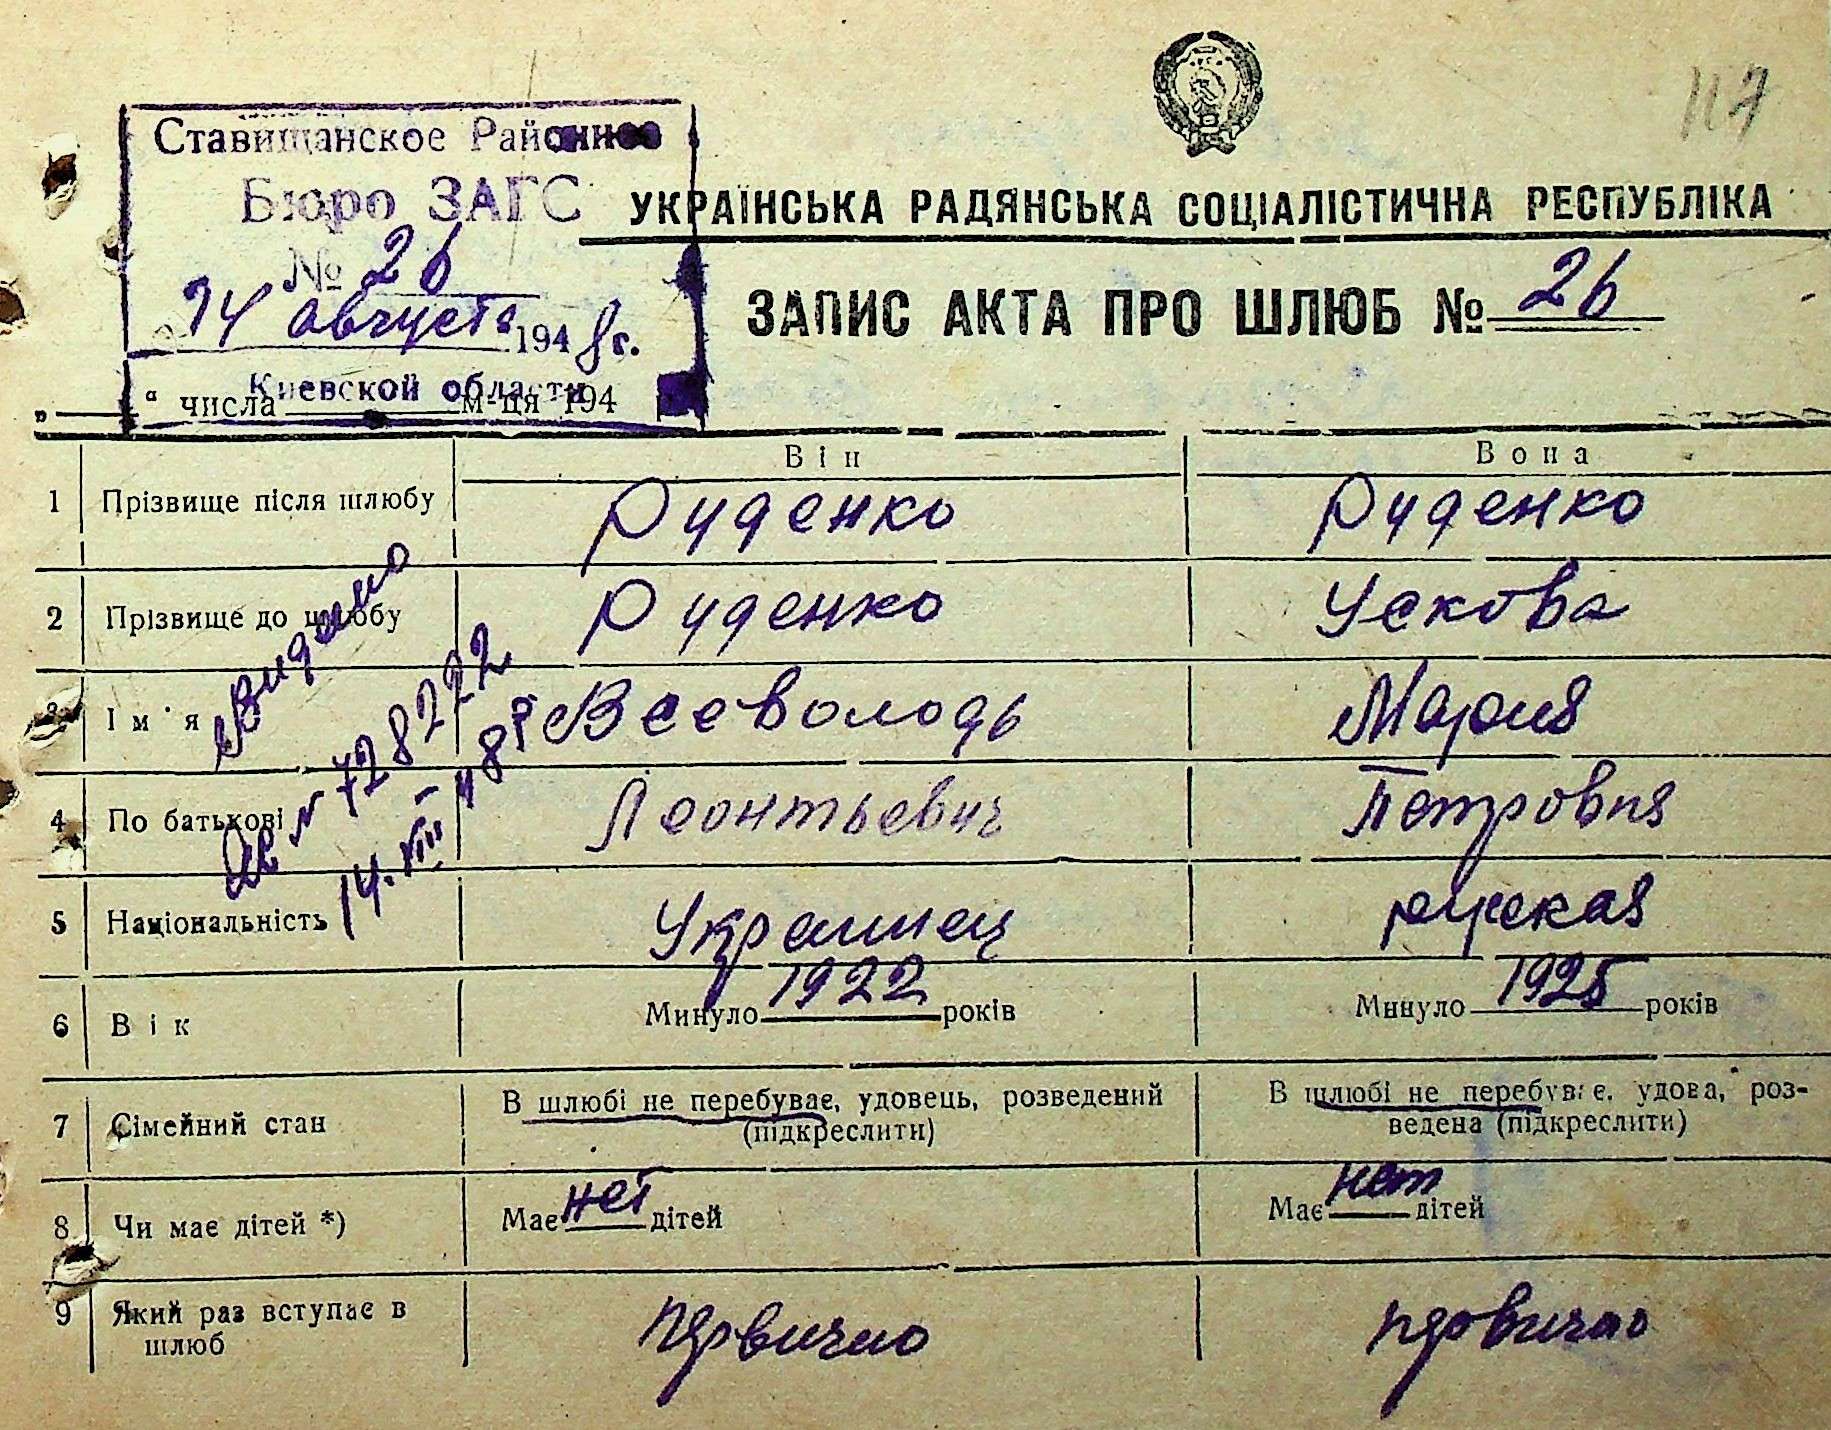 117
Ставищанское Районное
Бюро ЗАГС
№ 26
14 августа 1948 г.
Киевской области
УКРАЇНСЬКА РАДЯНСЬКА СОЦІАЛІСТИЧНА РЕСПУБЛІКА
ЗАПИС АКТА ПРО ШЛЮБ № 26
„ “ числа м-ця 194
Він Вона
1 Прізвище після шлюбу Руденко Руденко
2 Прізвище до шлюбу Руденко Ускова
3 Ім'я Всеволодъ Мария
4 По батькові Леонтьевич Петровна
5 Національність Украинец русская
6 Вік Минуло 1922 років Минуло 1925 років
7 Сімейний стан В шлюбі не перебуває, удовець, розведений В шлюбі не перебуває, удова, роз-
(підкреслити) ведена (підкреслити)
8 Чи має дітей *) Має нет дітей Має нет дітей
9 Який раз вступає в первично первично
шлюб
№ 728222
14.VIII-48 г